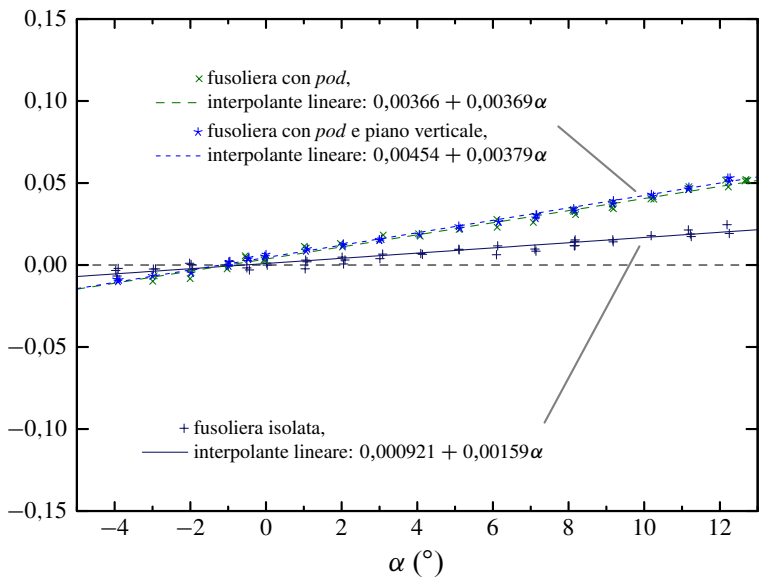 0,15
0,10
0,05
0,00
−0,05
−0,10
−0,15
fusoliera con pod,
interpolante lineare: 0,00366 + 0,00369α
fusoliera con pod e piano verticale,
interpolante lineare: 0,00454 + 0,00379α
fusoliera isolata,
interpolante lineare: 0,000921 + 0,00159α
−4 −2 0 2 4 6 8 10 12
α (°)